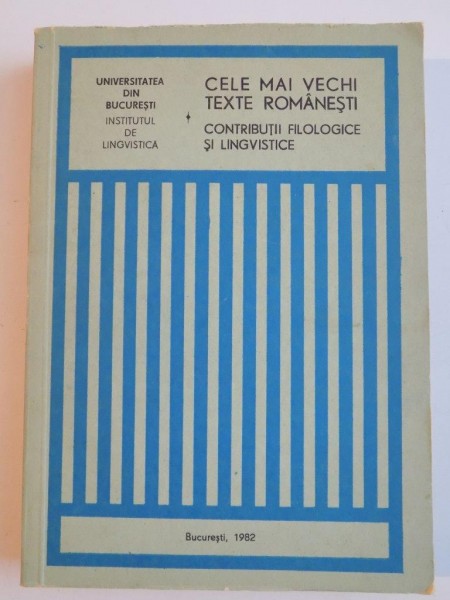 UNIVERSITATEA
DIN
BUCUREȘTI
INSTITUTUL
DE
LINGVISTICĂ
CELE MAI VECHI
TEXTE ROMÂNEȘTI
CONTRIBUȚII FILOLOGICE
ȘI LINGVISTICE
București, 1982